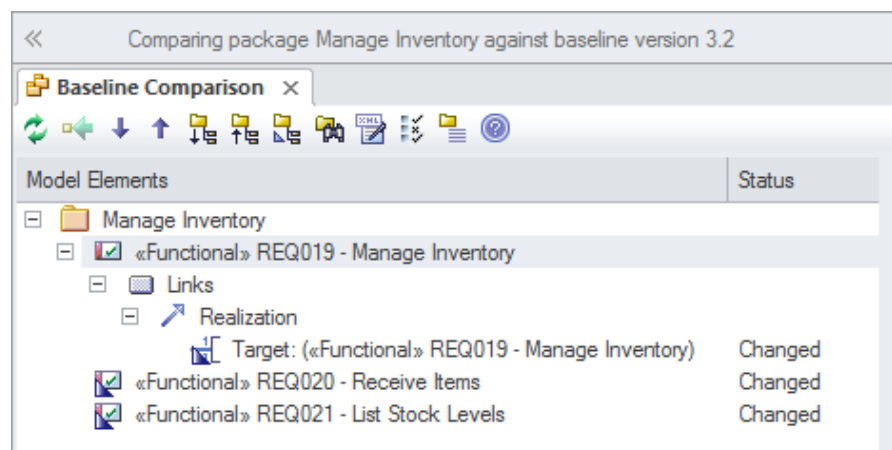 Comparing package Manage Inventory against baseline version 3.2
Baseline Comparison
Model Elements Status
Manage Inventory
«Functional» REQ019 - Manage Inventory
Links
Realization
Target: («Functional» REQ019 - Manage Inventory) Changed
«Functional» REQ020 - Receive Items Changed
«Functional» REQ021 - List Stock Levels Changed